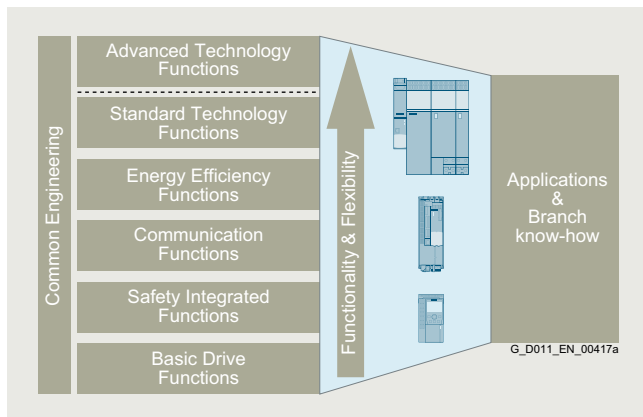 Common Engineering
Advanced Technology
Functions
Standard Technology
Functions
Energy Efficiency
Functions
Communication
Functions
Safety Integrated
Functions
Basic Drive
Functions
Functionality & Flexibility
Applications
&
Branch
know-how
G_D011_EN_00417a